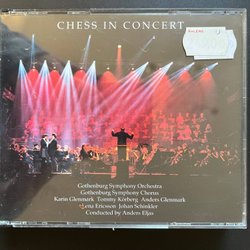 CHESS IN CONCERT
Gothenburg Symphony Orchestra
Gothenburg Symphony Chorus
Karin Glenmark Tommy Körberg Anders Glenmark
Lena Ericsson Johan Schinkler
Conducted by Anders Eljas